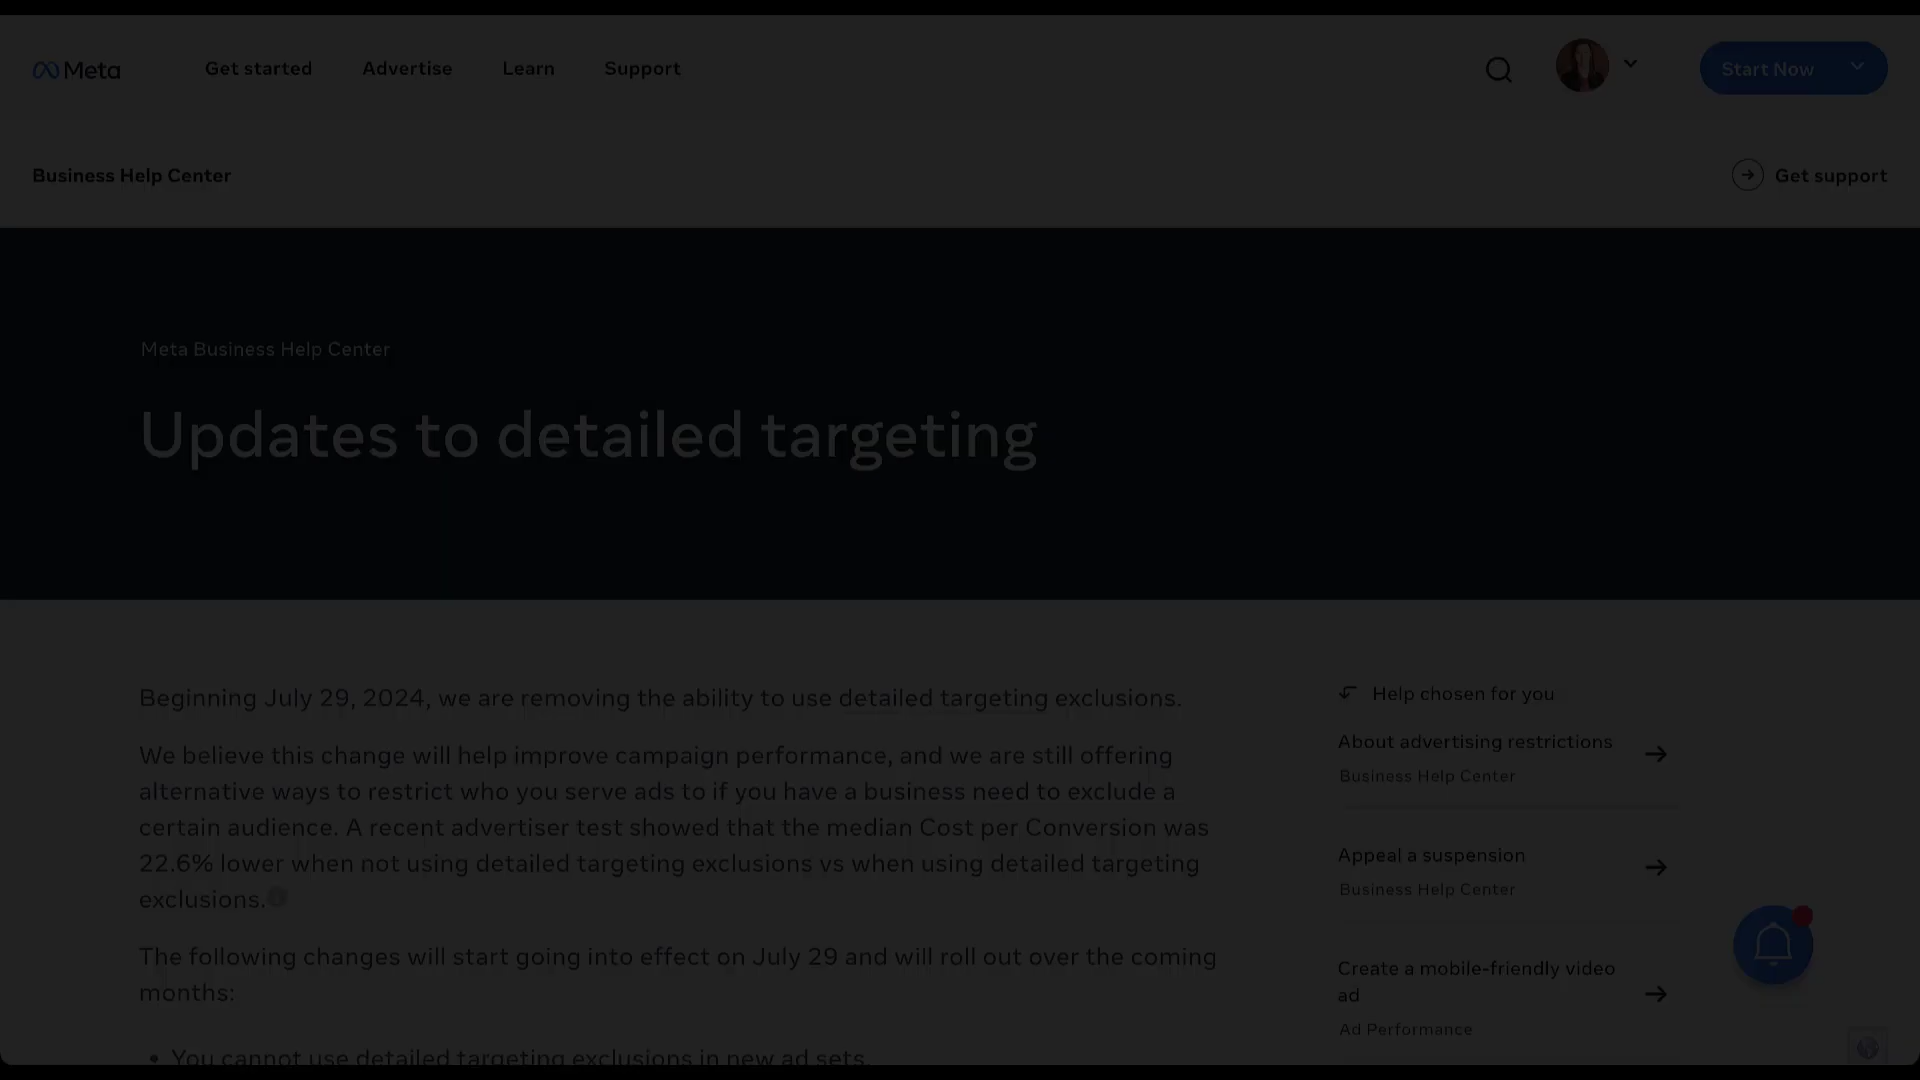 Meta
Get started
Advertise
Learn
Support
Start Now
Business Help Center
Get support
Meta Business Help Center
Updates to detailed targeting
Beginning July 29, 2024, we are removing the ability to use detailed targeting exclusions.
We believe this change will help improve campaign performance, and we are still offering
alternative ways to restrict who you serve ads to if you have a business need to exclude a
certain audience. A recent advertiser test showed that the median Cost per Conversion was
22.6% lower when not using detailed targeting exclusions vs when using detailed targeting
exclusions.
The following changes will start going into effect on July 29 and will roll out over the coming
months:
• You cannot use detailed targeting exclusions in new ad sets.
Help chosen for you
About advertising restrictions
Business Help Center
Appeal a suspension
Business Help Center
Create a mobile-friendly video
ad
Ad Performance